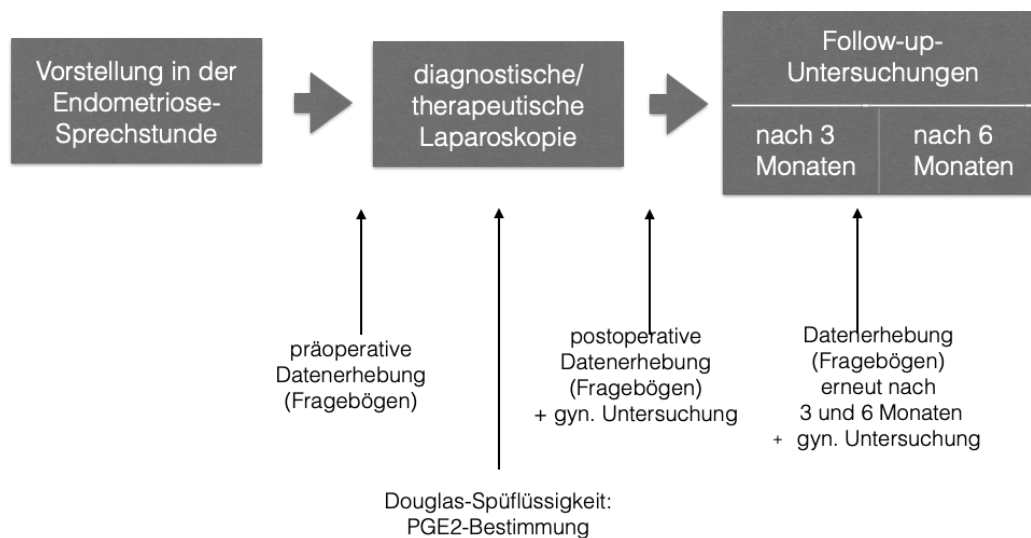 Vorstellung in der
Endometriose-
Sprechstunde
diagnostische/
therapeutische
Laparoskopie
Follow-up-
Untersuchungen
nach 3
Monaten
nach 6
Monaten
präoperative
Datenerhebung
(Fragebögen)
postoperative
Datenerhebung
(Fragebögen)
+ gyn. Untersuchung
Datenerhebung
(Fragebögen)
erneut nach
3 und 6 Monaten
+ gyn. Untersuchung
Douglas-Spüflüssigkeit:
PGE2-Bestimmung